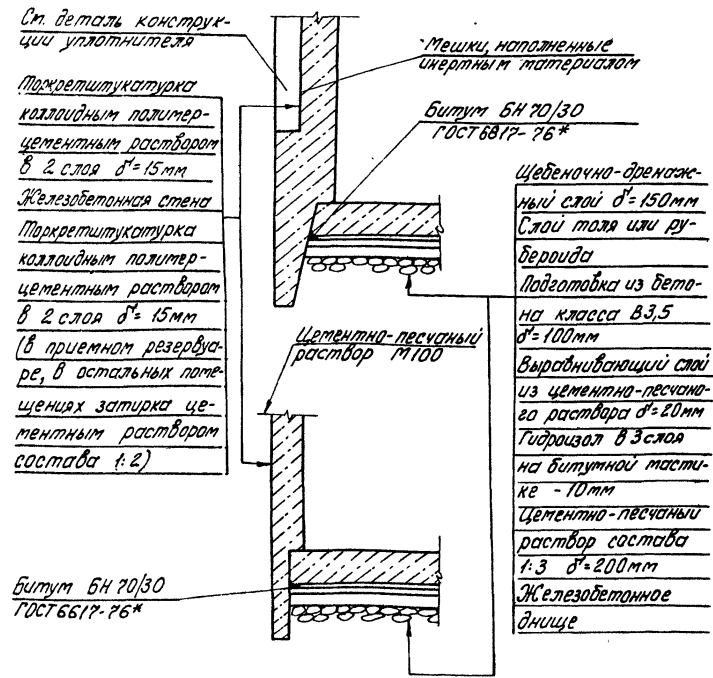 См. деталь конструк-
ции уплотнителя
Торкретштукатурка
коллоидным полимер-
цементным раствором
в 2 слоя δ=15мм
Железобетонная стена
Торкретштукатурка
коллоидным полимер-
цементным раствором
в 2 слоя δ=15мм
(в приемном резервуа-
ре, в остальных поме-
щениях затирка це-
ментным раствором
состава 1:2)
Мешки, наполненные
инертным материалом
Битум БН 70/30
ГОСТ 6817-76*
Цементно-песчаный
раствор М100
Битум БН 70/30
ГОСТ 6617-76*
Щебеночно-дренаж-
ный слой δ=150мм
Слой толя или ру-
бероида
Подготовка из бето-
на класса В3,5
δ=100мм
Выравнивающий слой
из цементно-песчано-
го раствора δ=20мм
Гидроизол в 3 слоя
на битумной масти-
ке -10мм
Цементно-песчаный
раствор состава
1:3 δ=200мм
Железобетонное
днище